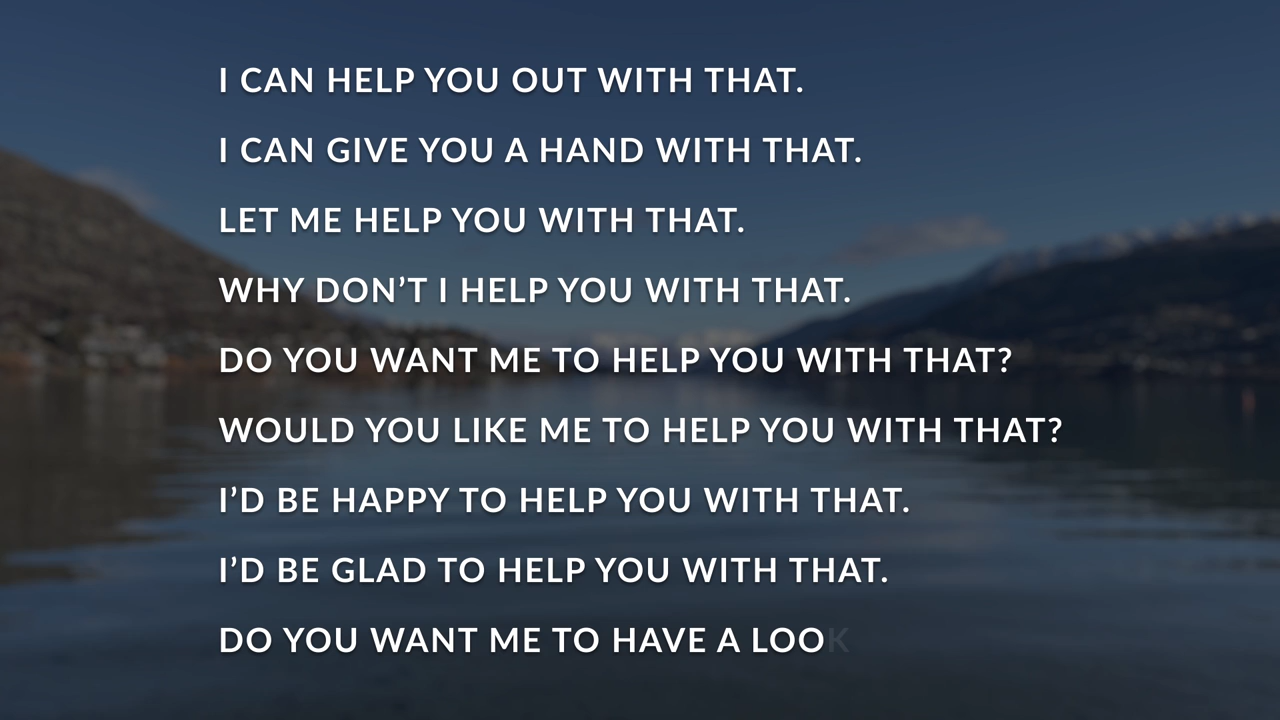 I CAN HELP YOU OUT WITH THAT.
I CAN GIVE YOU A HAND WITH THAT.
LET ME HELP YOU WITH THAT.
WHY DON’T I HELP YOU WITH THAT.
DO YOU WANT ME TO HELP YOU WITH THAT?
WOULD YOU LIKE ME TO HELP YOU WITH THAT?
I’D BE HAPPY TO HELP YOU WITH THAT.
I’D BE GLAD TO HELP YOU WITH THAT.
DO YOU WANT ME TO HAVE A LOOK